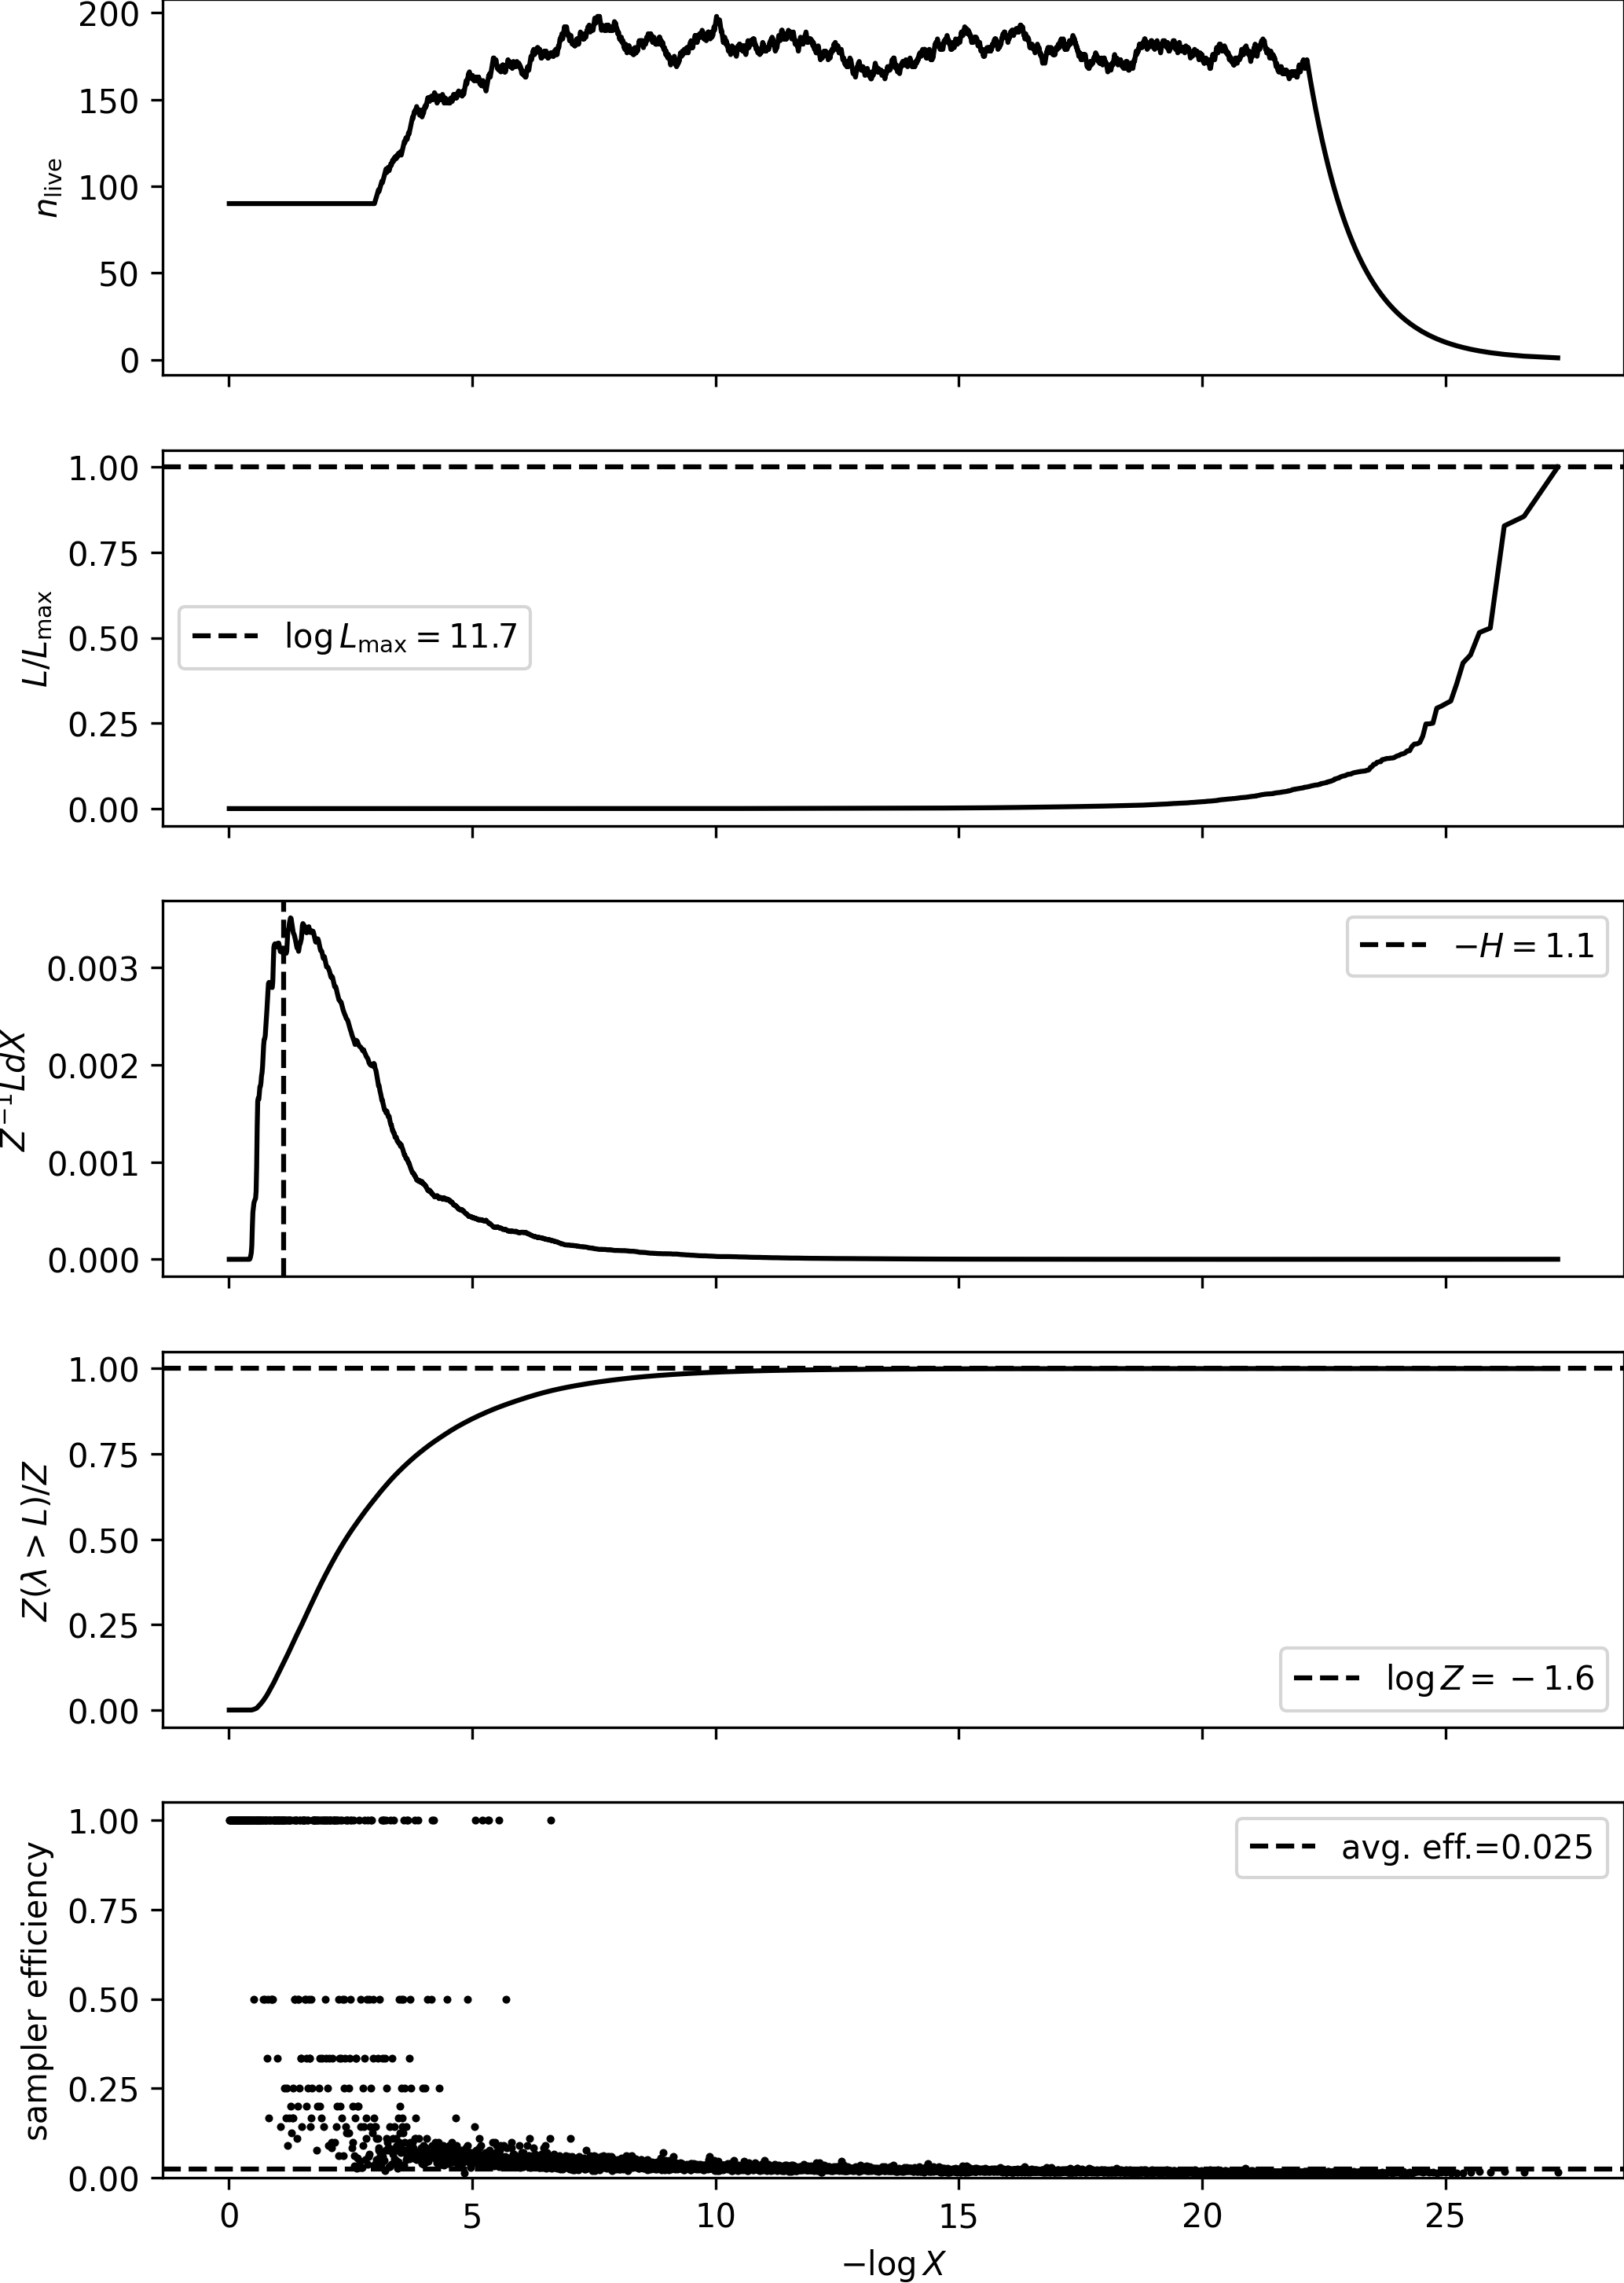 200
150
100
50
0
n_live
1.00
0.75
0.50
0.25
0.00
L/L_max
log L_max = 11.7
0.003
0.002
0.001
0.000
Z⁻¹LdX
−H = 1.1
1.00
0.75
0.50
0.25
0.00
Z(λ > L)/Z
log Z = − 1.6
1.00
0.75
0.50
0.25
0.00
sampler efficiency
avg. eff.=0.025
0 5 10 15 20 25
−log X